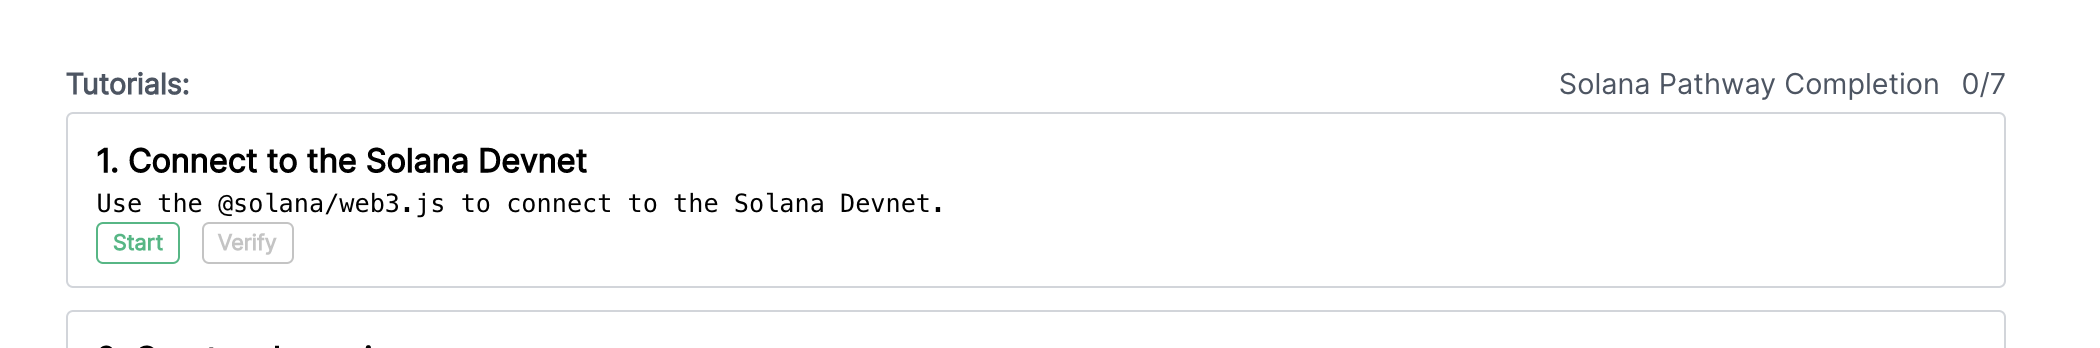 Tutorials:
Solana Pathway Completion 0/7
1. Connect to the Solana Devnet
Use the @solana/web3.js to connect to the Solana Devnet.
Start
Verify